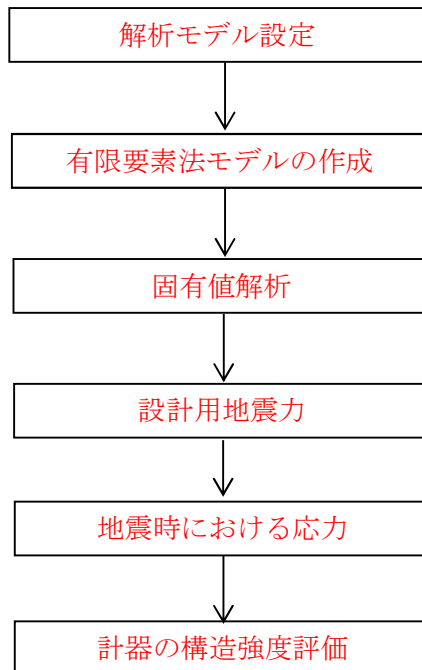 解析モデル設定
有限要素法モデルの作成
固有値解析
設計用地震力
地震時における応力
計器の構造強度評価